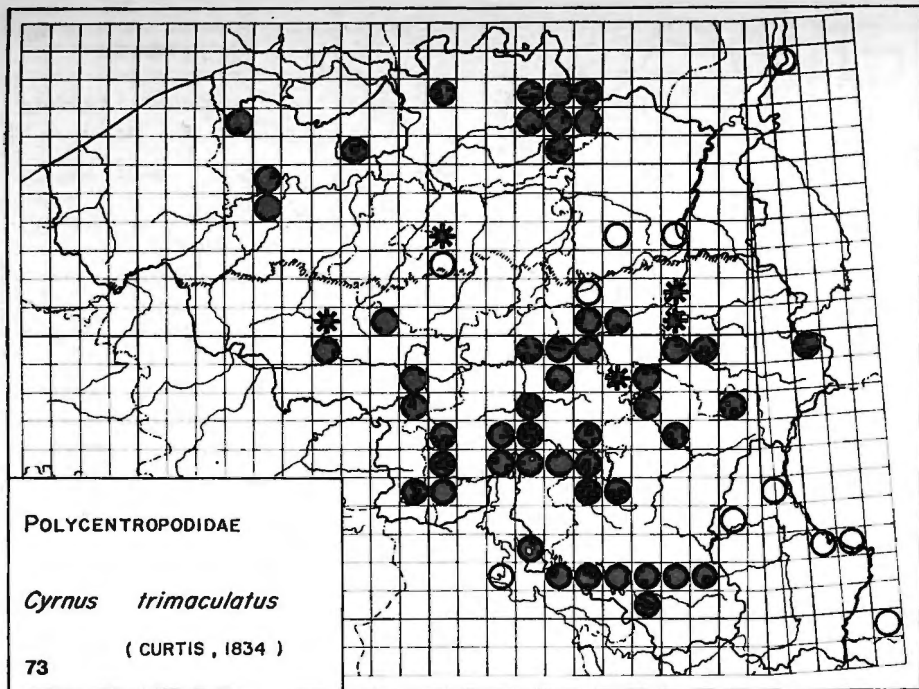 POLYCENTROPODIDAE
Cyrnus trimaculatus
( CURTIS , 1834 )
73